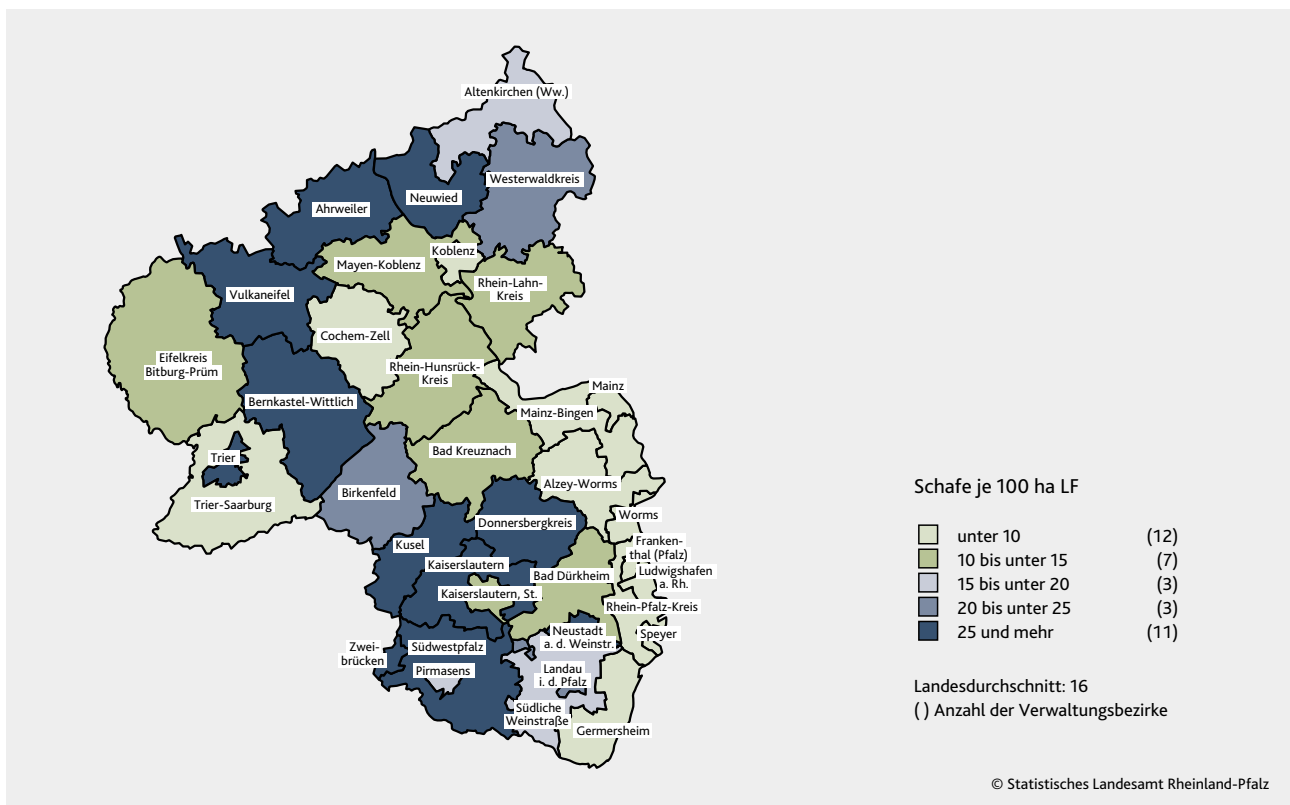 Altenkirchen (Ww.)
Westerwaldkreis
Neuwied
Ahrweiler
Koblenz
Mayen-Koblenz
Rhein-Lahn-
Kreis
Vulkaneifel
Cochem-Zell
Eifelkreis
Bitburg-Prüm
Rhein-Hunsrück-
Kreis
Mainz
Bernkastel-Wittlich
Mainz-Bingen
Bad Kreuznach
Trier
Alzey-Worms
Birkenfeld
Trier-Saarburg
Worms
Donnersbergkreis
Kusel
Franken-
thal (Pfalz)
Kaiserslautern
Ludwigshafen
a. Rh.
Bad Dürkheim
Kaiserslautern, St.
Rhein-Pfalz-Kreis
Neustadt
a. d. Weinstr.
Speyer
Zwei-
brücken
Südwestpfalz
Pirmasens
Landau
i. d. Pfalz
Südliche
Weinstraße
Germersheim
Schafe je 100 ha LF
unter 10 (12)
10 bis unter 15 (7)
15 bis unter 20 (3)
20 bis unter 25 (3)
25 und mehr (11)
Landesdurchschnitt: 16
( ) Anzahl der Verwaltungsbezirke
© Statistisches Landesamt Rheinland-Pfalz